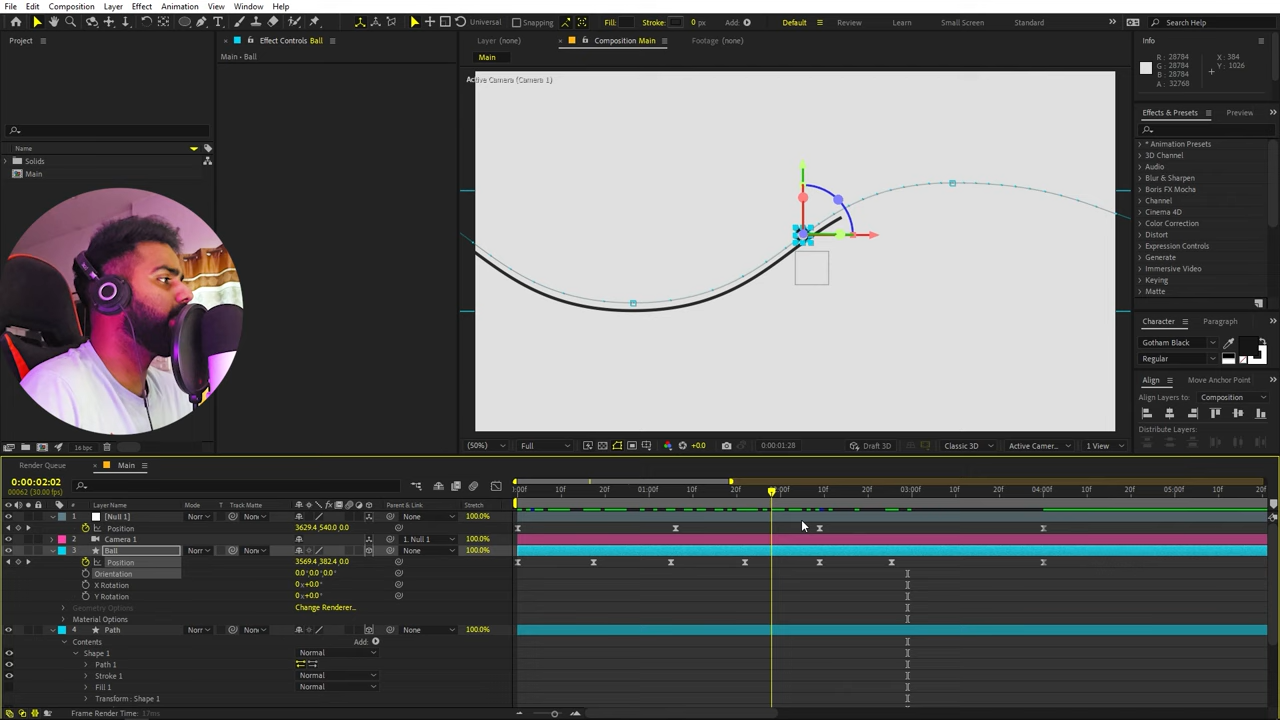 File Edit Composition Layer Effect Animation View Window Help
Universal Snapping Fill: Stroke: 0 px Add: Default Review Learn Small Screen Standard Search Help
Project Effect Controls Ball Layer (none) Composition Main Footage (none) Info
Main • Ball Main
R: 28784 X: 384
G: 28784 Y: 1026
B: 28784
A: 32768
Active Camera (Camera 1)
Effects & Presets Preview
Name
Solids
Main
* Animation Presets
3D Channel
Audio
Blur & Sharpen
Boris FX Mocha
Channel
Cinema 4D
Color Correction
Distort
Expression Controls
Generate
Immersive Video
Keying
Matte
Character Paragraph
Gotham Black
Regular
Align Move Anchor Point
Align Layers to: Composition
Distribute Layers:
16 bpc (50%) Full +0.0 0:00:01:28 Draft 3D Classic 3D Active Camer... 1 View
Render Queue Main
0:00:02:02
00062 (30.00 fps)
# Layer Name Track Matte Parent & Link Stretch
10f 20f 01:00f 10f 20f 10f 20f 03:00f 10f 20f 04:00f 10f 20f 05:00f 10f 20f
1 [Null 1] None 100.0%
Position 3629.4,540.0,0.0
2 Camera 1 1. Null 1 100.0%
3 Ball None 100.0%
Position 3569.4,382.4,0.0
Orientation 0.0°,0.0°,0.0°
X Rotation 0x+0.0°
Y Rotation 0x+0.0°
Geometry Options Change Renderer...
Material Options
4 Path None 100.0%
Contents Add:
Shape 1 Normal
Path 1
Stroke 1 Normal
Fill 1 Normal
Transform : Shape 1
Frame Render Time: 37ms